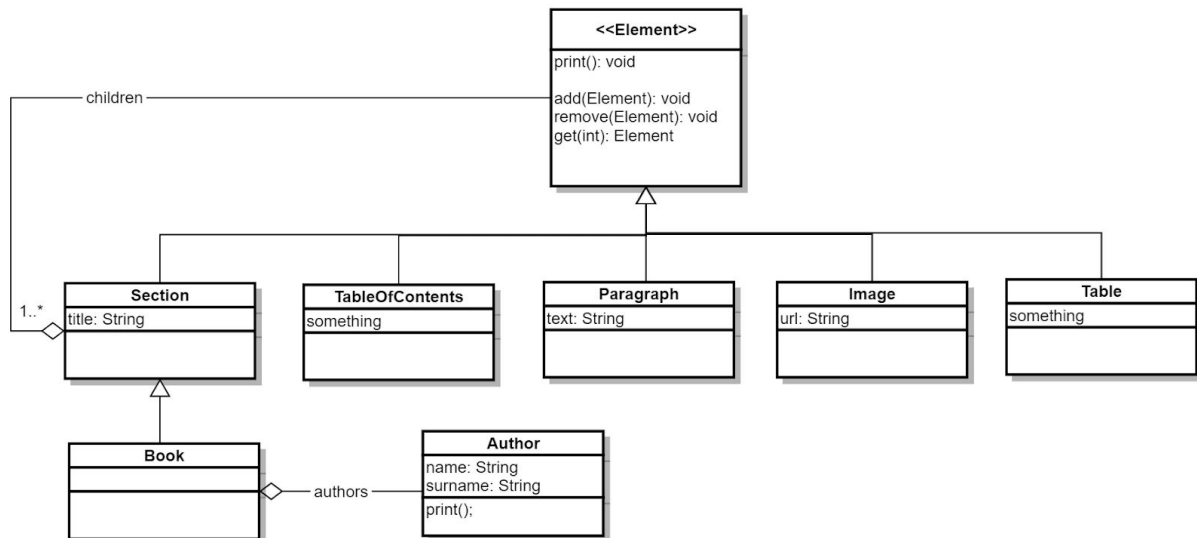 <<Element>>
print(): void
add(Element): void
remove(Element): void
get(int): Element
children
1..*
Section
title: String
TableOfContents
something
Paragraph
text: String
Image
url: String
Table
something
Book
authors
Author
name: String
surname: String
print();